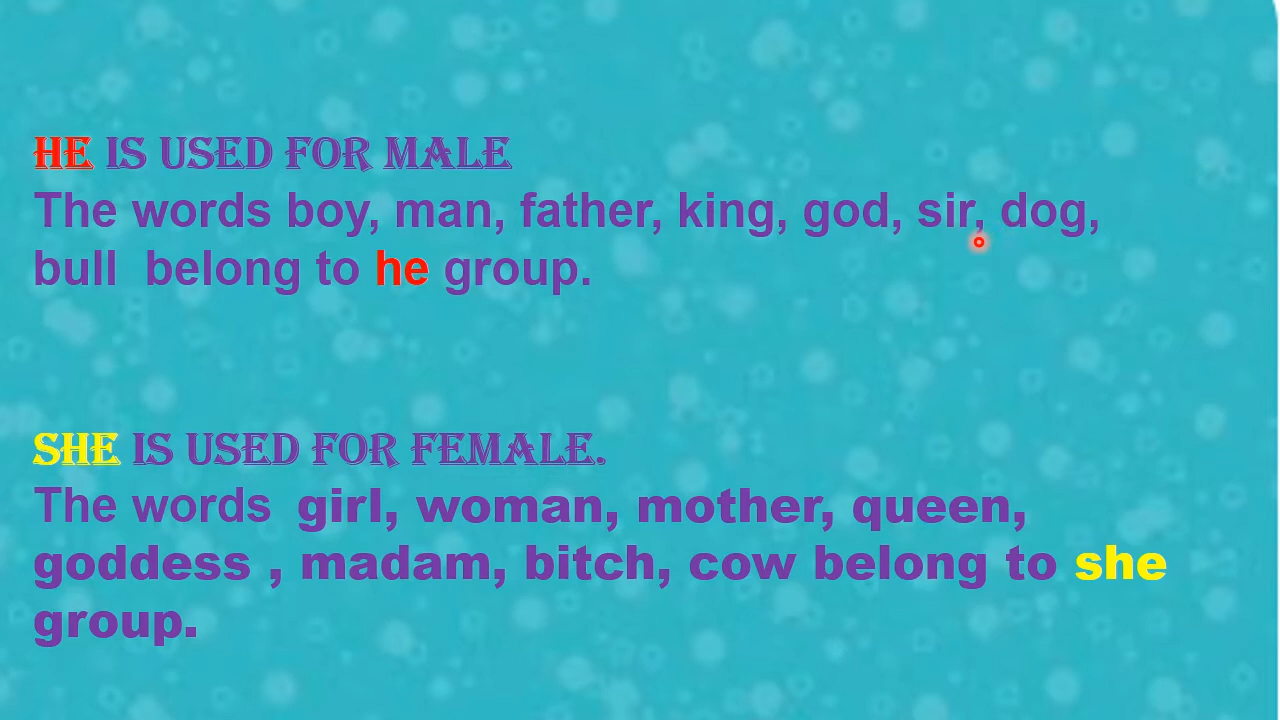 HE IS USED FOR MALE
The words boy, man, father, king, god, sir, dog,
bull belong to he group.
SHE IS USED FOR FEMALE.
The words girl, woman, mother, queen,
goddess , madam, bitch, cow belong to she
group.